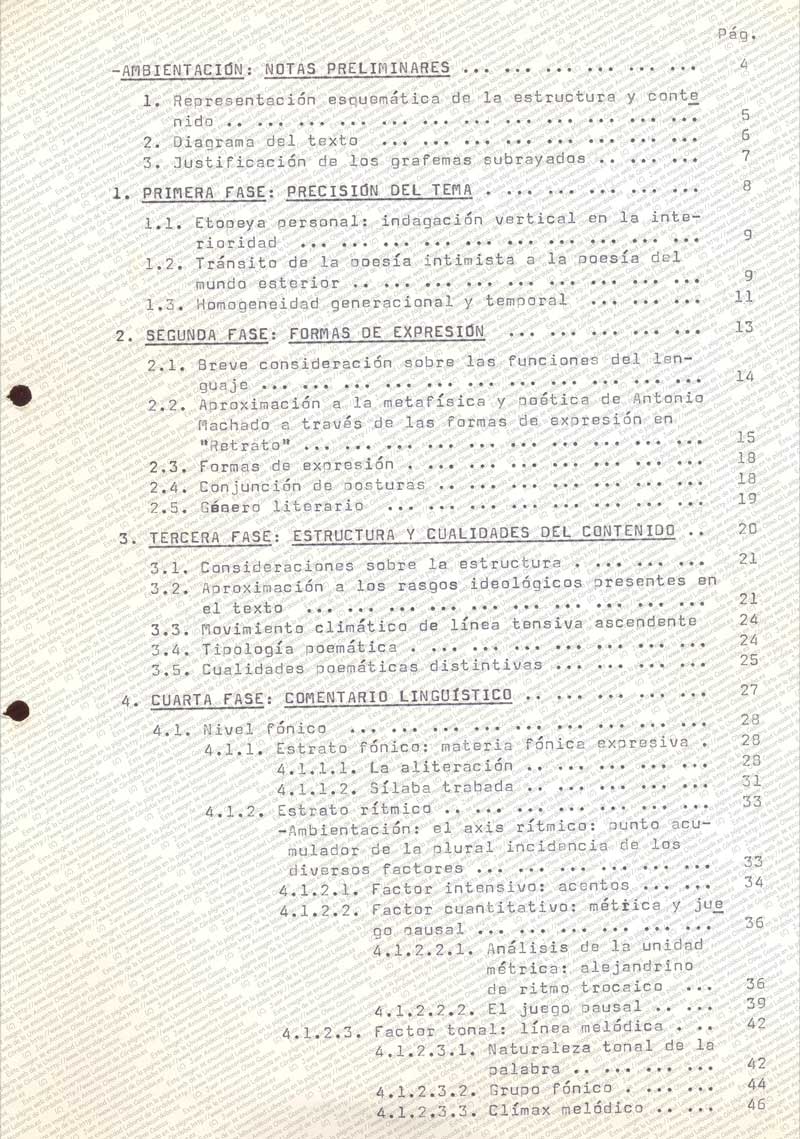 Pág.
-AMBIENTACIÓN: NOTAS PRELIMINARES ... ... ... ... ... ... 4
1. Representación esquemática de la estructura y conte
nido .. ... ... ... ... ... ... ... ... ... ... ... 5
2. Diagrama del texto ... ... ... ... ... ... ... ... 6
3. Justificación de los grafemas subrayados .. ... ... 7
1. PRIMERA FASE: PRECISIÓN DEL TEMA . ... ... ... ... ... 8
1.1. Etopeya personal: indagación vertical en la inte-
rioridad ... ... ... ... ... ... ... ... ... ... 9
1.2. Tránsito de la poesía intimista a la poesía del
mundo exterior .. ... ... ... ... ... ... ... ... 9
1.3. Homogeneidad generacional y temporal ... ... ... 11
2. SEGUNDA FASE: FORMAS DE EXPRESIÓN ... ... ... ... ... 13
2.1. Breve consideración sobre las funciones del len-
guaje ... ... ... ... ... ... ... ... ... ... ... 14
2.2. Aproximación a la metafísica y poética de Antonio
Machado a través de las formas de expresión en
"Retrato" ... ... ... ... ... ... ... ... ... ... 15
2.3. Formas de expresión . ... ... ... ... ... ... ... 18
2.4. Conjunción de posturas .. ... ... ... ... ... ... 18
2.5. Género literario ... ... ... ... ... ... ... ... 19
3. TERCERA FASE: ESTRUCTURA Y CUALIDADES DEL CONTENIDO .. 20
3.1. Consideraciones sobre la estructura . ... ... ... 21
3.2. Aproximación a los rasgos ideológicos presentes en
el texto ... ... ... ... ... ... ... ... ... ... 21
3.3. Movimiento climático de línea tensiva ascendente 24
3.4. Tipología poemática . ... ... ... ... ... ... ... 24
3.5. Cualidades poemáticas distintivas ... ... ... ... 25
4. CUARTA FASE: COMENTARIO LINGUÍSTICO .. ... ... ... ... 27
4.1. Nivel fónico ... ... ... ... ... ... ... ... ... 28
4.1.1. Estrato fónico: materia fónica expresiva . 28
4.1.1.1. La aliteración .. ... ... ... ... 28
4.1.1.2. Sílaba trabada .. ... ... ... ... 31
4.1.2. Estrato rítmico .. ... ... ... ... ... ... 33
-Ambientación: el axis rítmico: punto acu-
mulador de la plural incidencia de los
diversos factores ... ... ... ... ... ... 33
4.1.2.1. Factor intensivo: acentos ... ... 34
4.1.2.2. Factor cuantitativo: métrica y jue
go pausal ... ... ... ... ... ... 36
4.1.2.2.1. Análisis de la unidad
métrica: alejandrino
de ritmo trocaico ... 36
4.1.2.2.2. El juego pausal .. ... 39
4.1.2.3. Factor tonal: línea melódica . .. 42
4.1.2.3.1. Naturaleza tonal de la
palabra .. ... ... ... 42
4.1.2.3.2. Grupo fónico . ... ... 44
4.1.2.3.3. Clímax melódico .. ... 46